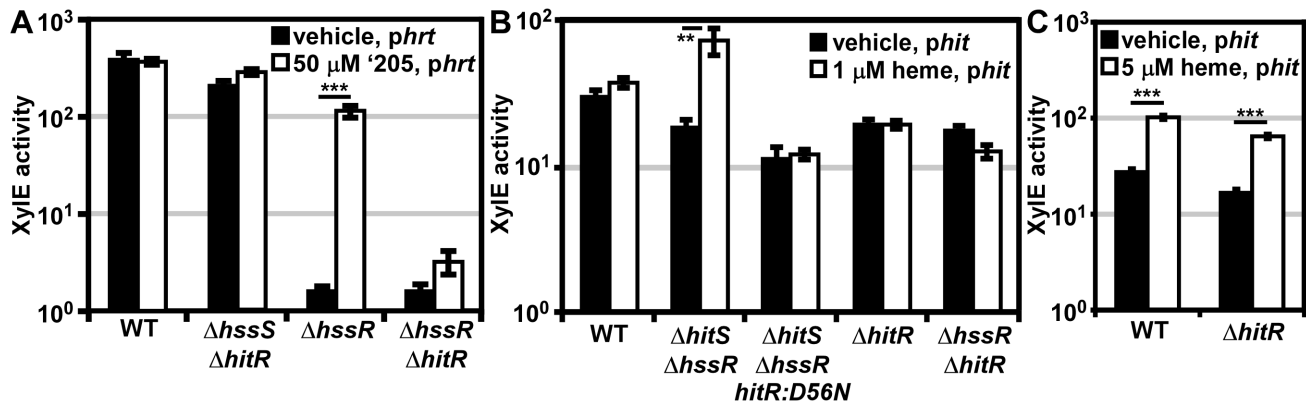 A
XylE activity
10³
10²
10¹
10⁰
vehicle, phrt
50 µM ‘205, phrt
***
WT
ΔhssS
ΔhitR
ΔhssR
ΔhssR
ΔhitR
B
XylE activity
10²
10¹
10⁰
vehicle, phit
1 µM heme, phit
**
WT
ΔhitS
ΔhssR
ΔhitS
ΔhssR
hitR:D56N
ΔhitR
ΔhssR
ΔhitR
C
XylE activity
10³
10²
10¹
10⁰
vehicle, phit
5 µM heme, phit
***
***
WT
ΔhitR